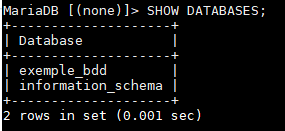 MariaDB [(none)]> SHOW DATABASES;
+--------------------+
| Database           |
+--------------------+
| exemple_bdd        |
| information_schema |
+--------------------+
2 rows in set (0.001 sec)